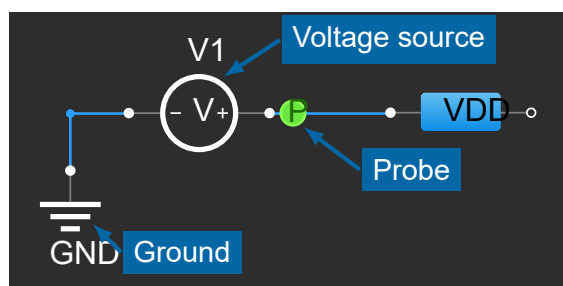 V1
Voltage source
- V+
P
VDD
Probe
GND
Ground